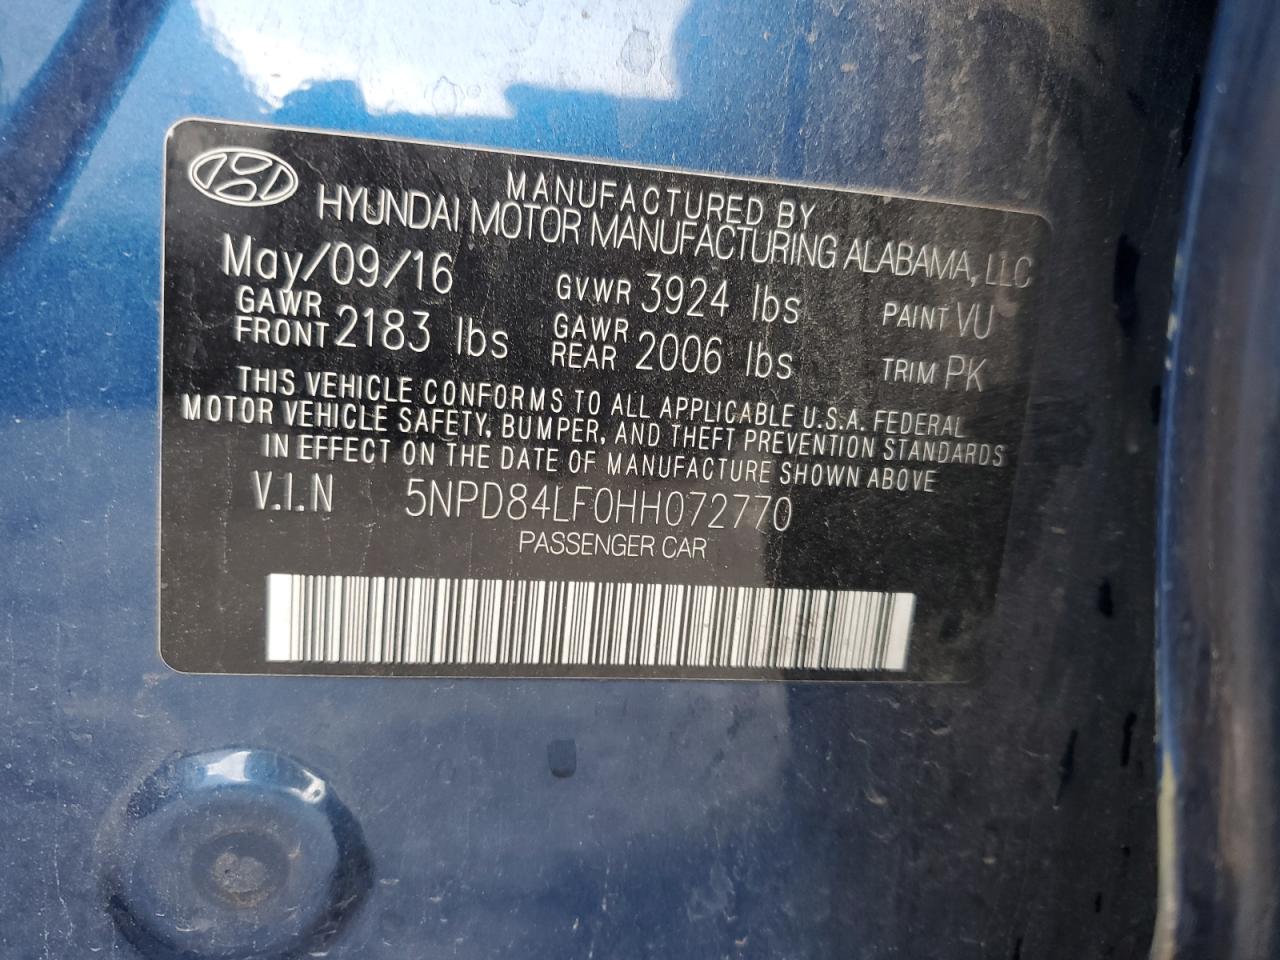 MANUFACTURED BY
HYUNDAI MOTOR MANUFACTURING ALABAMA, LLC
May/09/16 GVWR 3924 lbs PAINT VU
GAWR FRONT 2183 lbs GAWR REAR 2006 lbs TRIM PK
THIS VEHICLE CONFORMS TO ALL APPLICABLE U.S.A. FEDERAL
MOTOR VEHICLE SAFETY, BUMPER, AND THEFT PREVENTION STANDARDS
IN EFFECT ON THE DATE OF MANUFACTURE SHOWN ABOVE
V.I.N 5NPD84LF0HH072770
PASSENGER CAR